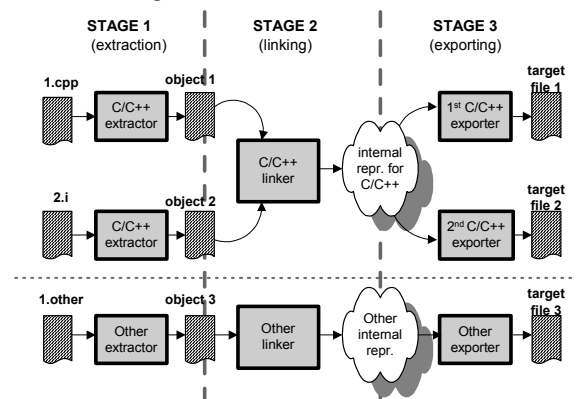 STAGE 1
(extraction)
STAGE 2
(linking)
STAGE 3
(exporting)
1.cpp
C/C++
extractor
object 1
C/C++
linker
internal
repr. for
C/C++
1st C/C++
exporter
target
file 1
2.i
C/C++
extractor
object 2
2nd C/C++
exporter
target
file 2
1.other
Other
extractor
object 3
Other
linker
Other
internal
repr.
Other
exporter
target
file 3